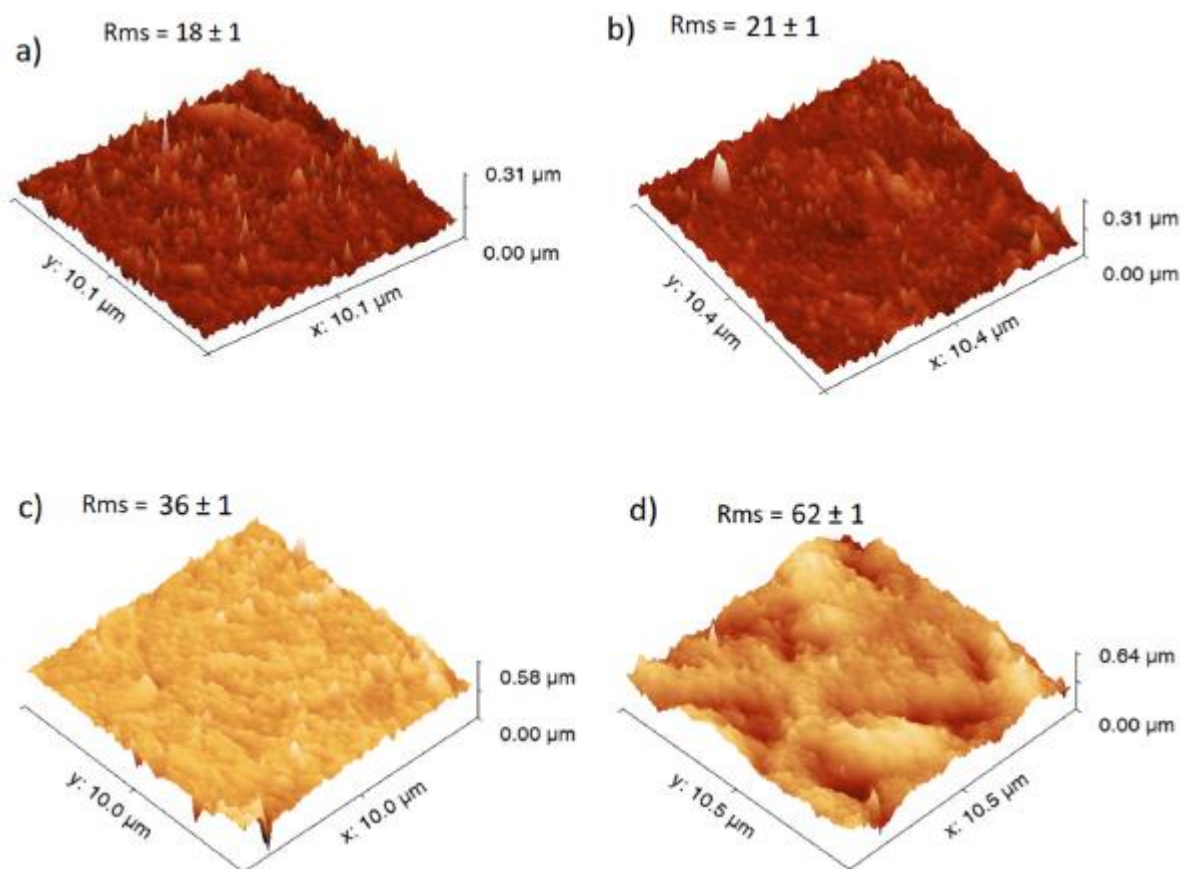 a)
Rms = 18 ± 1
0.31 µm
0.00 µm
y: 10.1 µm
x: 10.1 µm
b)
Rms = 21 ± 1
0.31 µm
0.00 µm
y: 10.4 µm
x: 10.4 µm
c)
Rms = 36 ± 1
0.58 µm
0.00 µm
y: 10.0 µm
x: 10.0 µm
d)
Rms = 62 ± 1
0.64 µm
0.00 µm
y: 10.5 µm
x: 10.5 µm